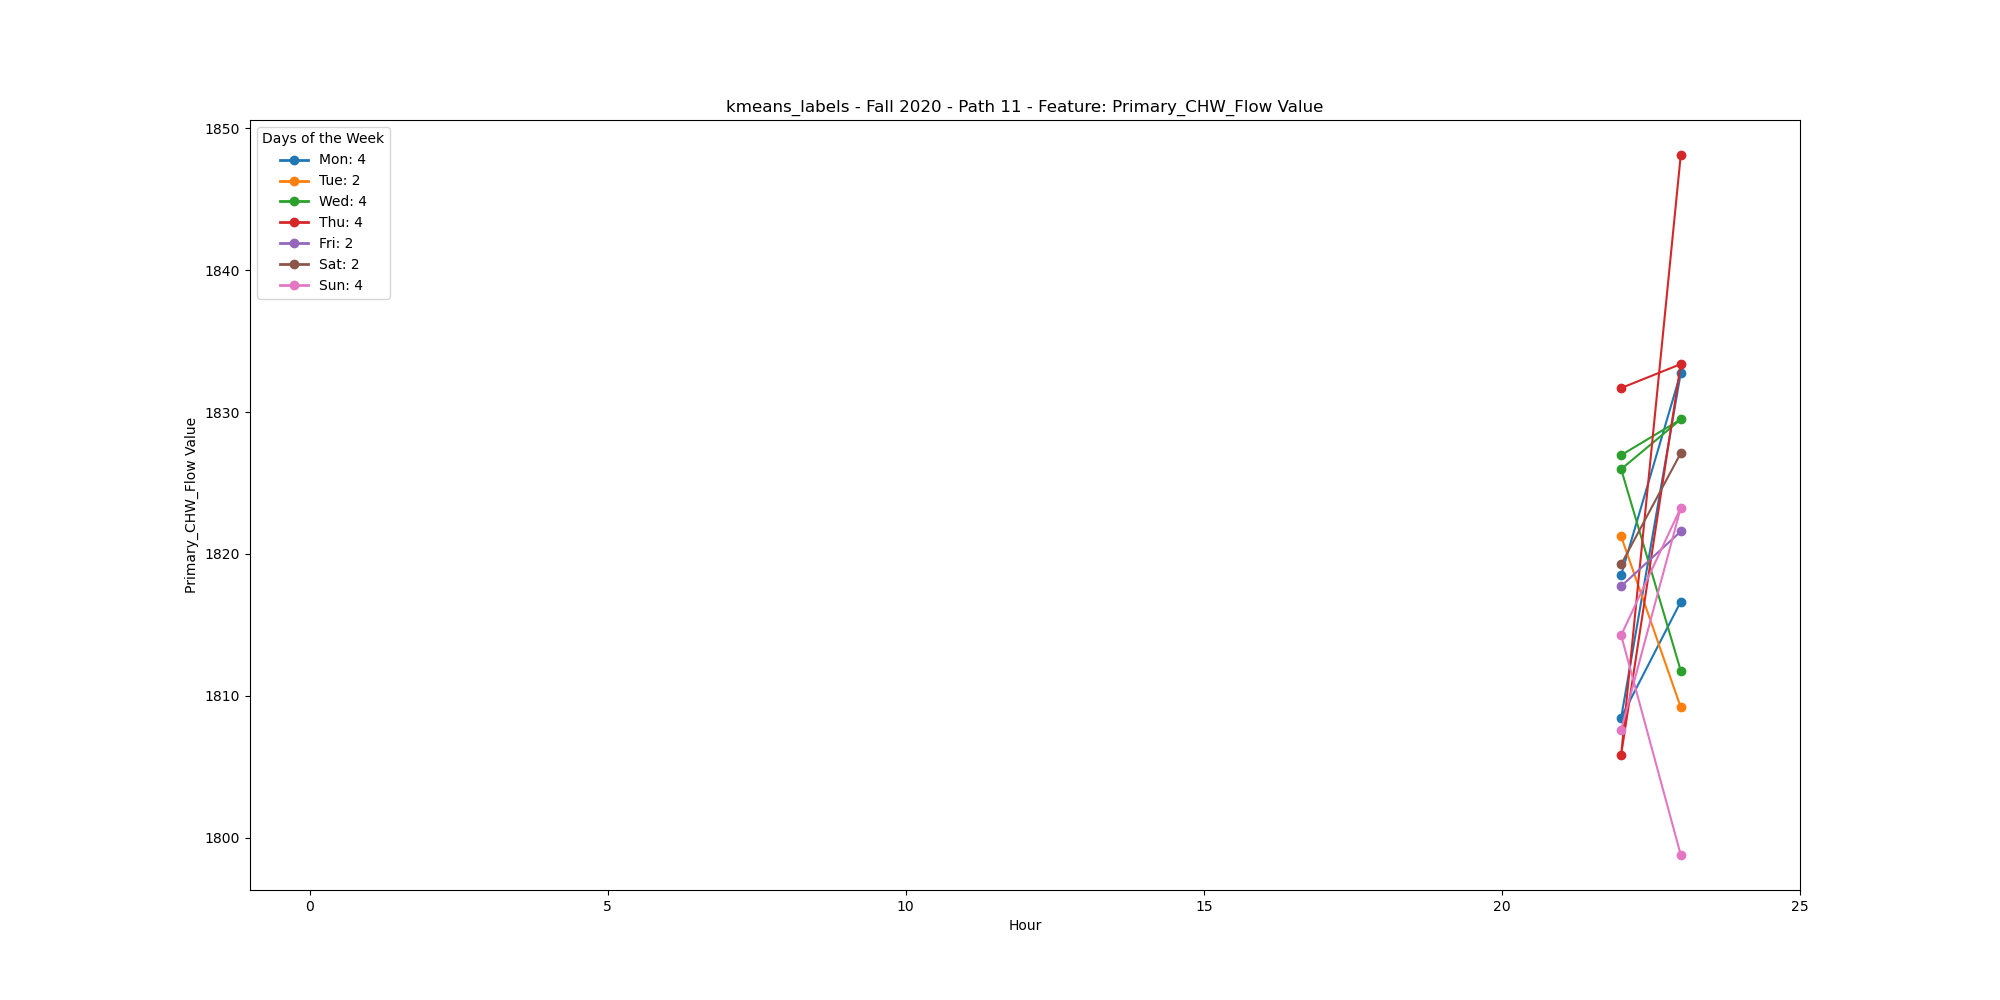 kmeans_labels - Fall 2020 - Path 11 - Feature: Primary_CHW_Flow Value
1850
1840
1830
1820
1810
1800
Primary_CHW_Flow Value
Days of the Week
Mon: 4
Tue: 2
Wed: 4
Thu: 4
Fri: 2
Sat: 2
Sun: 4
0 5 10 15 20 25
Hour